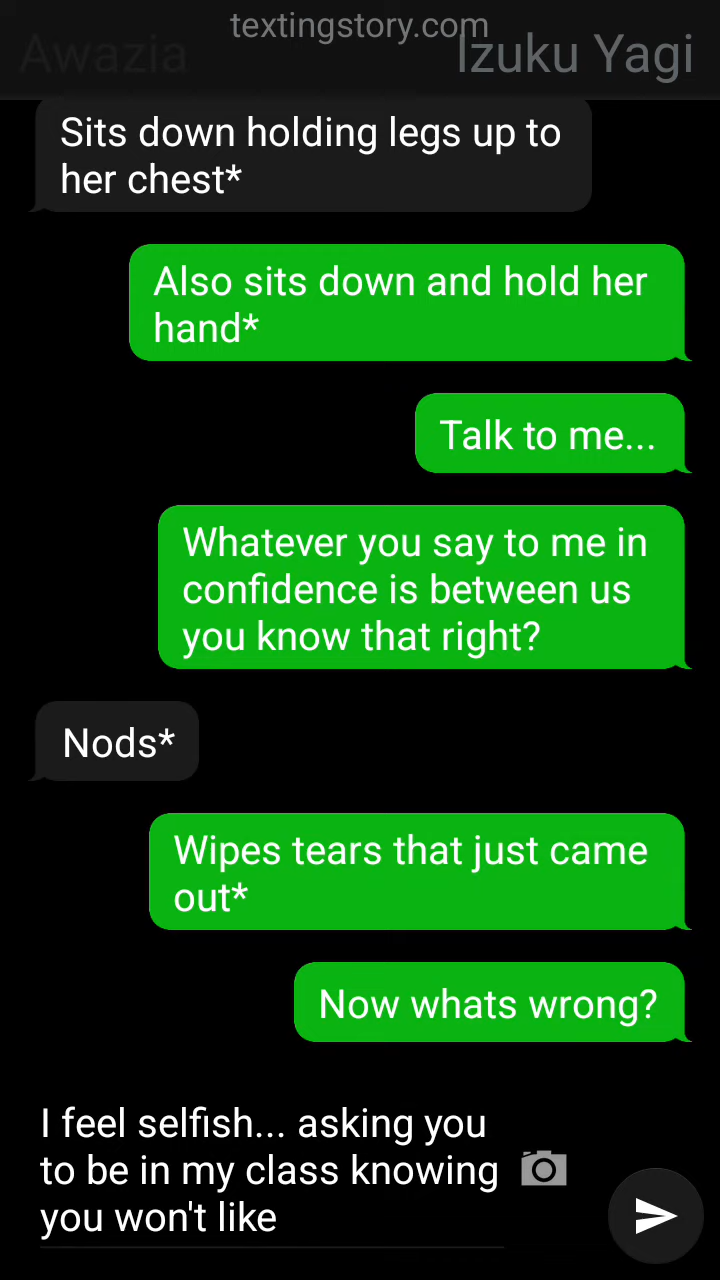 textingstory.com
Awazia
Izuku Yagi
Sits down holding legs up to
her chest*
Also sits down and hold her
hand*
Talk to me...
Whatever you say to me in
confidence is between us
you know that right?
Nods*
Wipes tears that just came
out*
Now whats wrong?
I feel selfish... asking you
to be in my class knowing
you won't like